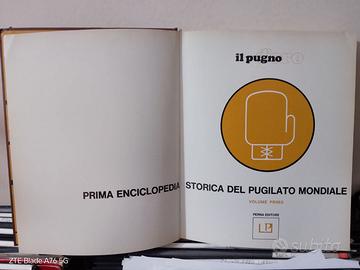 il pugno
PRIMA ENCICLOPEDIA STORICA DEL PUGILATO MONDIALE
VOLUME PRIMO
PERNA EDITORE
ZTE Blade A76 5G
subito